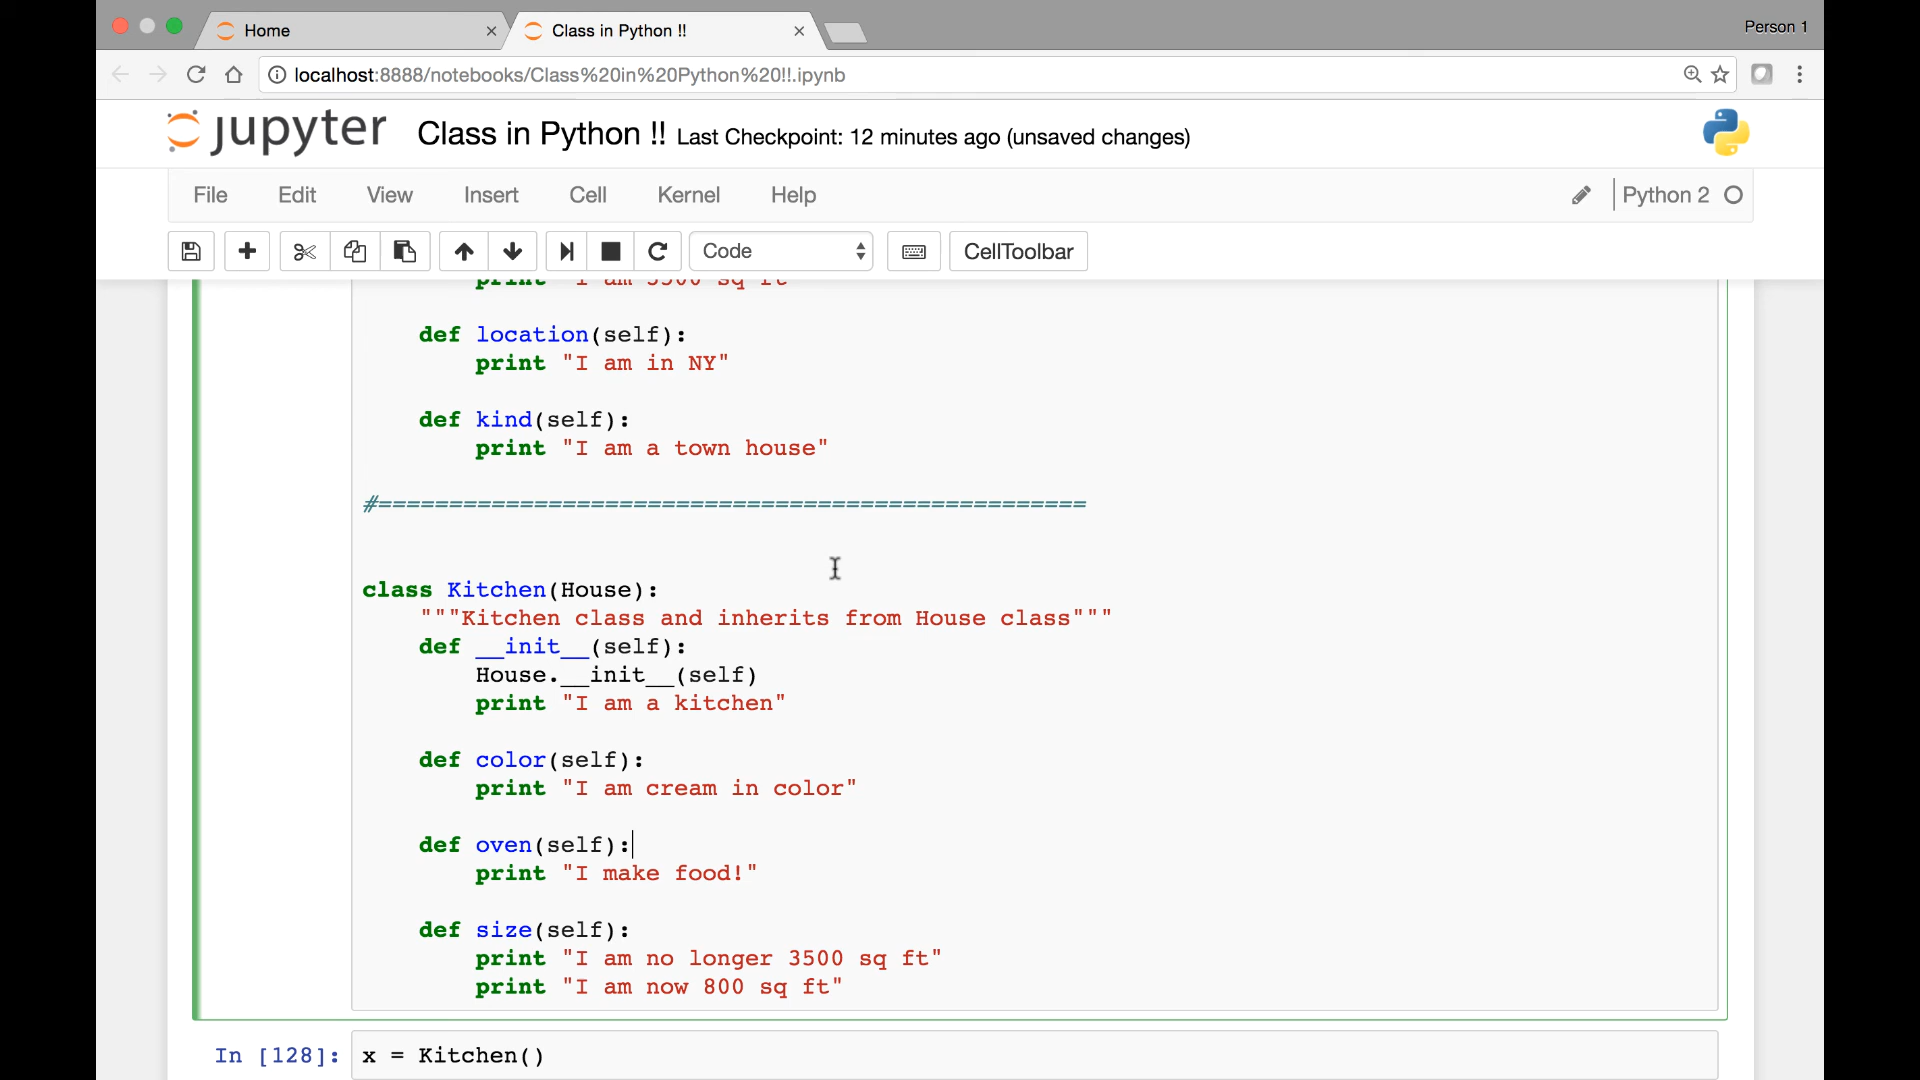 Home
Class in Python !!
Person 1
localhost:8888/notebooks/Class%20in%20Python%20!!.ipynb
jupyter Class in Python !! Last Checkpoint: 12 minutes ago (unsaved changes)
File Edit View Insert Cell Kernel Help Python 2
Code CellToolbar
print "I am 3500 sq ft"
def location(self):
print "I am in NY"
def kind(self):
print "I am a town house"
#==================================================
class Kitchen(House):
"""Kitchen class and inherits from House class"""
def __init__(self):
House.__init__(self)
print "I am a kitchen"
def color(self):
print "I am cream in color"
def oven(self):
print "I make food!"
def size(self):
print "I am no longer 3500 sq ft"
print "I am now 800 sq ft"
In [128]: x = Kitchen()